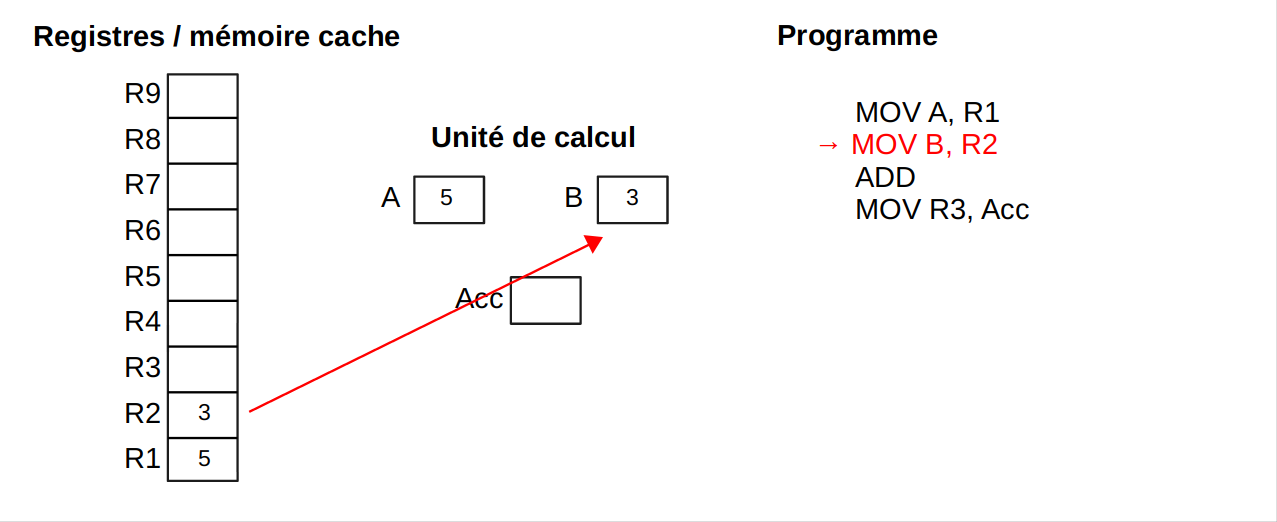 Registres / mémoire cache
Programme
R9
R8
R7
R6
R5
R4
R3
R2 3
R1 5
Unité de calcul
A 5 B 3
Acc
MOV A, R1
→ MOV B, R2
ADD
MOV R3, Acc